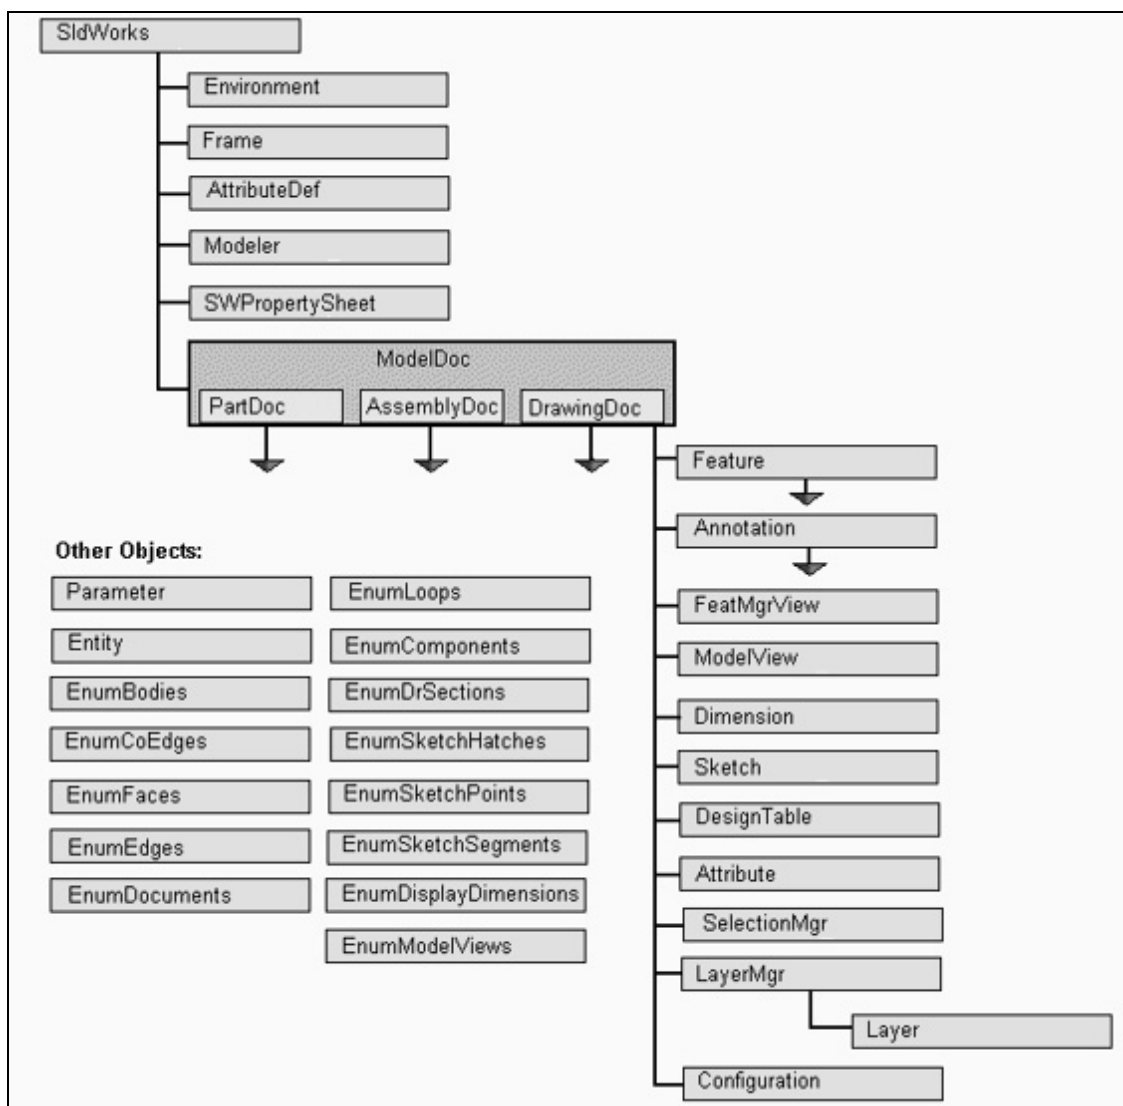 SldWorks
Environment
Frame
AttributeDef
Modeler
SWPropertySheet
ModelDoc
PartDoc
AssemblyDoc
DrawingDoc
Feature
Annotation
FeatMgrView
ModelView
Dimension
Sketch
DesignTable
Attribute
SelectionMgr
LayerMgr
Layer
Configuration
Other Objects:
Parameter
Entity
EnumBodies
EnumCoEdges
EnumFaces
EnumEdges
EnumDocuments
EnumLoops
EnumComponents
EnumDrSections
EnumSketchHatches
EnumSketchPoints
EnumSketchSegments
EnumDisplayDimensions
EnumModelViews